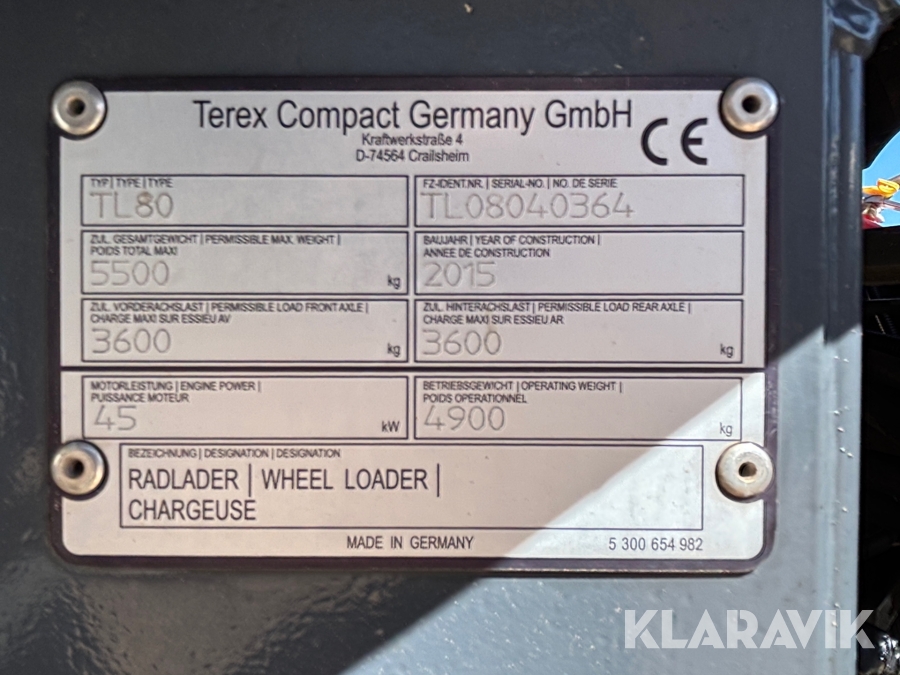 Terex Compact Germany GmbH
Kraftwerkstraße 4
D-74564 Crailsheim
CE
TYP | TYPE | TYPE
TL80
FZ-IDENT.NR. | SERIAL-NO. | NO. DE SERIE
TL08040364
ZUL. GESAMTGEWICHT | PERMISSIBLE MAX. WEIGHT |
POIDS TOTAL MAXI
5500 kg
BAUJAHR | YEAR OF CONSTRUCTION |
ANNEE DE CONSTRUCTION
2015
ZUL. VORDERACHSLAST | PERMISSIBLE LOAD FRONT AXLE |
CHARGE MAXI SUR ESSIEU AV
3600 kg
ZUL. HINTERACHSLAST | PERMISSIBLE LOAD REAR AXLE |
CHARGE MAXI SUR ESSIEU AR
3600 kg
MOTORLEISTUNG | ENGINE POWER |
PUISSANCE MOTEUR
45 kW
BETRIEBSGEWICHT | OPERATING WEIGHT |
POIDS OPERATIONNEL
4900 kg
BEZEICHNUNG | DESIGNATION | DESIGNATION
RADLADER | WHEEL LOADER |
CHARGEUSE
MADE IN GERMANY
5 300 654 982
KLARAVIK